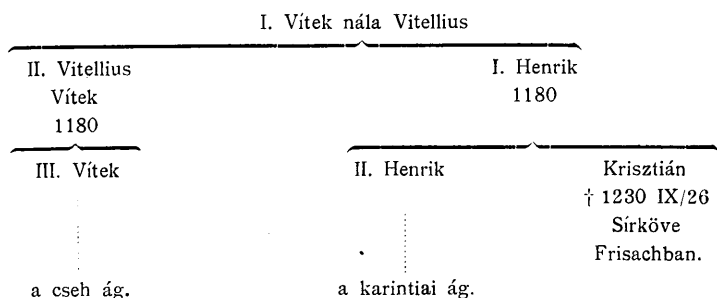 I. Vítek nála Vitellius
II. Vitellius
Vítek
1180
I. Henrik
1180
III. Vítek
II. Henrik
Krisztián
† 1230 IX/26
Sírköve
Frisachban.
a cseh ág.
a karintiai ág.